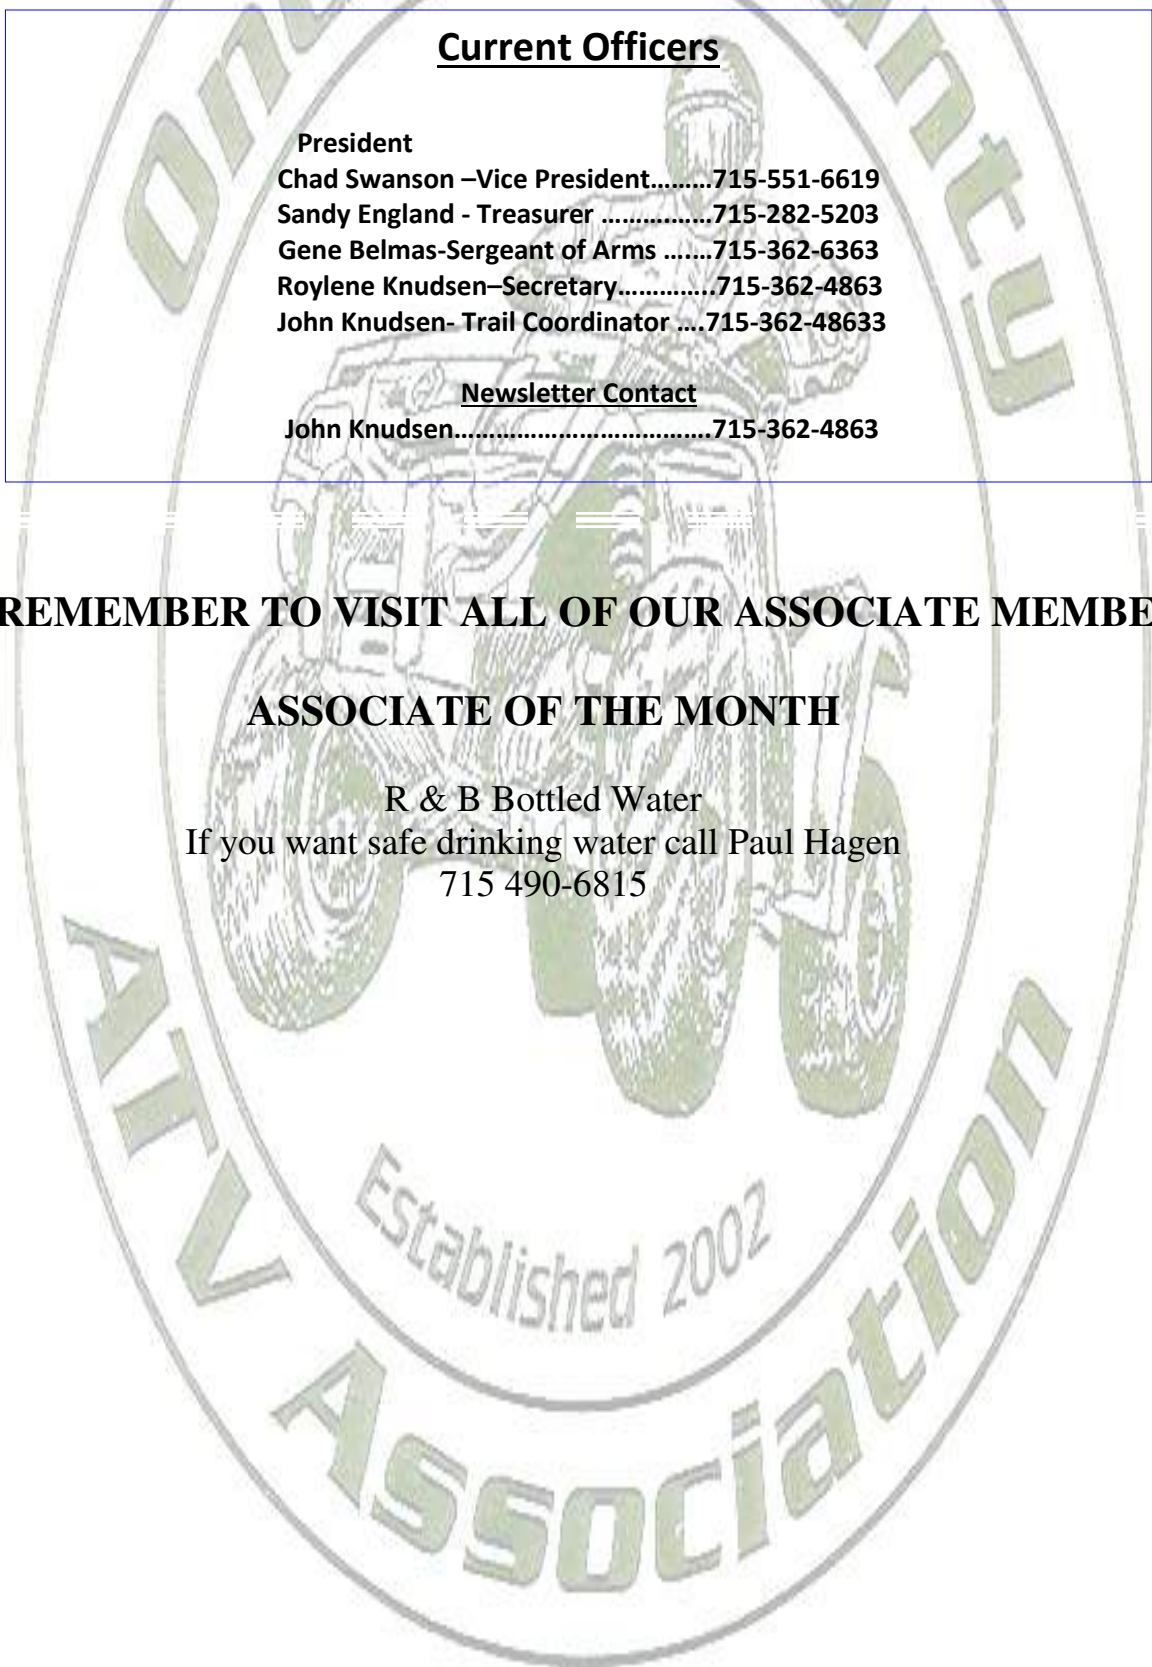 Current Officers
President
Chad Swanson –Vice President………715-551-6619
Sandy England - Treasurer ……………715-282-5203
Gene Belmas-Sergeant of Arms …….715-362-6363
Roylene Knudsen–Secretary…………..715-362-4863
John Knudsen- Trail Coordinator ….715-362-48633
Newsletter Contact
John Knudsen……………………………….715-362-4863
REMEMBER TO VISIT ALL OF OUR ASSOCIATE MEMBE
ASSOCIATE OF THE MONTH
R & B Bottled Water
If you want safe drinking water call Paul Hagen
715 490-6815
Established 2002
ATV Association